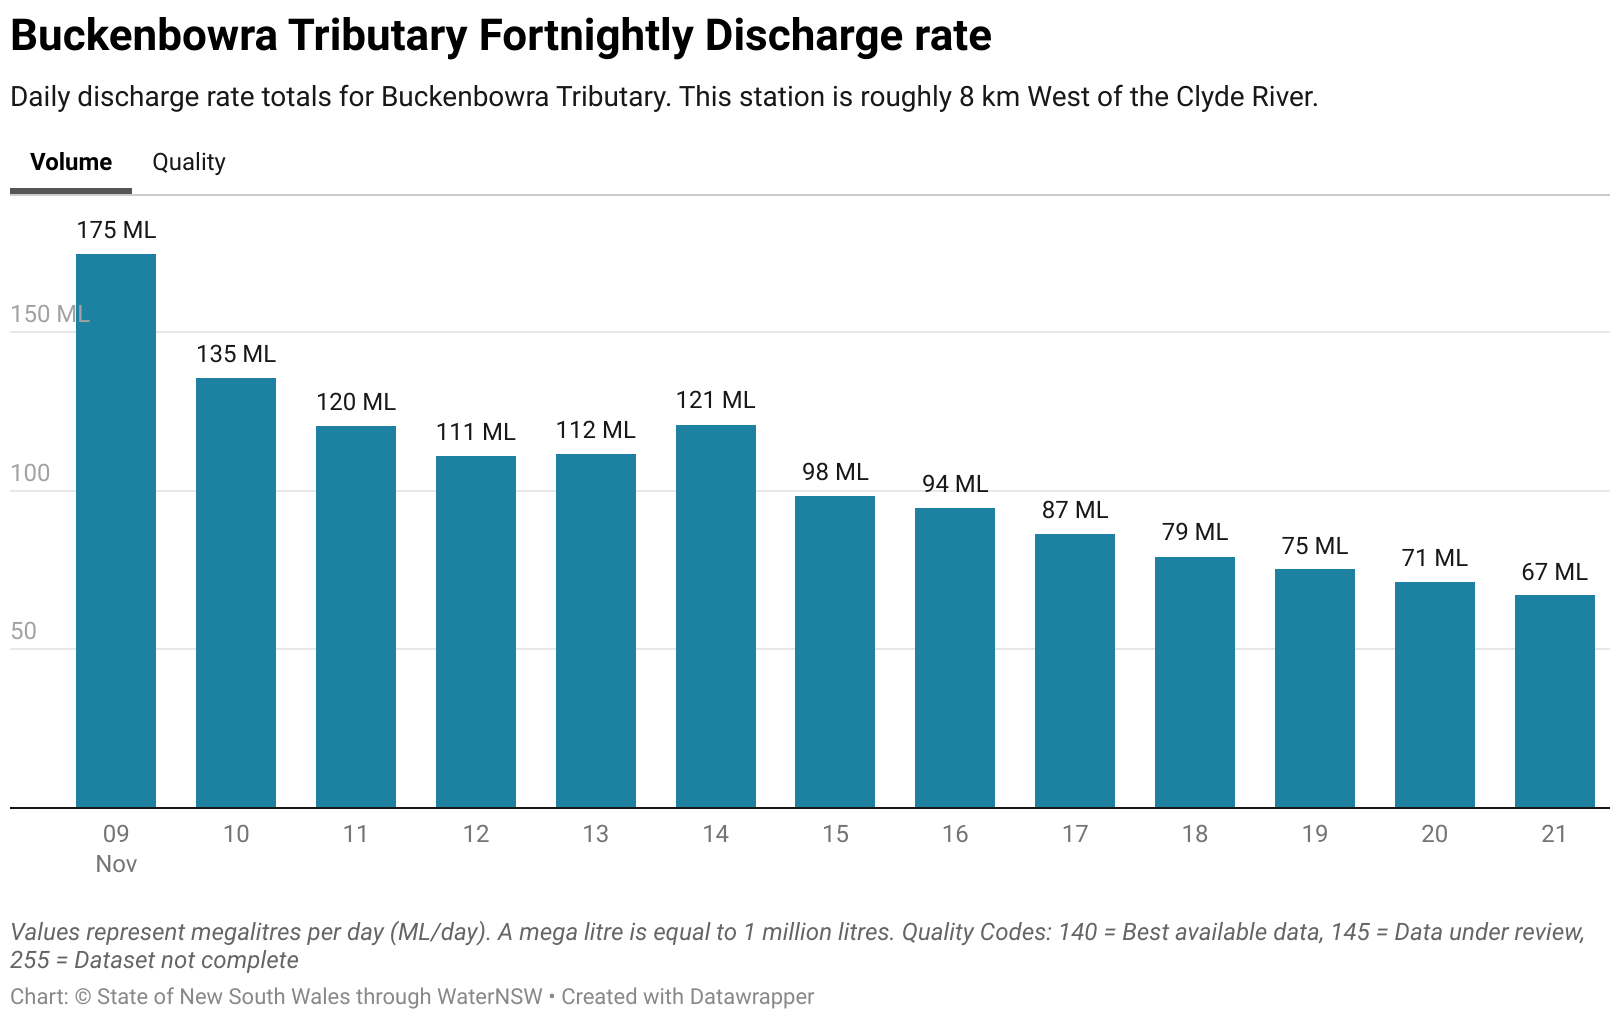 Buckenbowra Tributary Fortnightly Discharge rate
Daily discharge rate totals for Buckenbowra Tributary. This station is roughly 8 km West of the Clyde River.
Volume Quality
175 ML
150 ML
135 ML
120 ML
111 ML
112 ML
121 ML
98 ML
94 ML
87 ML
79 ML
75 ML
71 ML
67 ML
100
50
09 10 11 12 13 14 15 16 17 18 19 20 21
Nov
Values represent megalitres per day (ML/day). A mega litre is equal to 1 million litres. Quality Codes: 140 = Best available data, 145 = Data under review,
255 = Dataset not complete
Chart: © State of New South Wales through WaterNSW • Created with Datawrapper